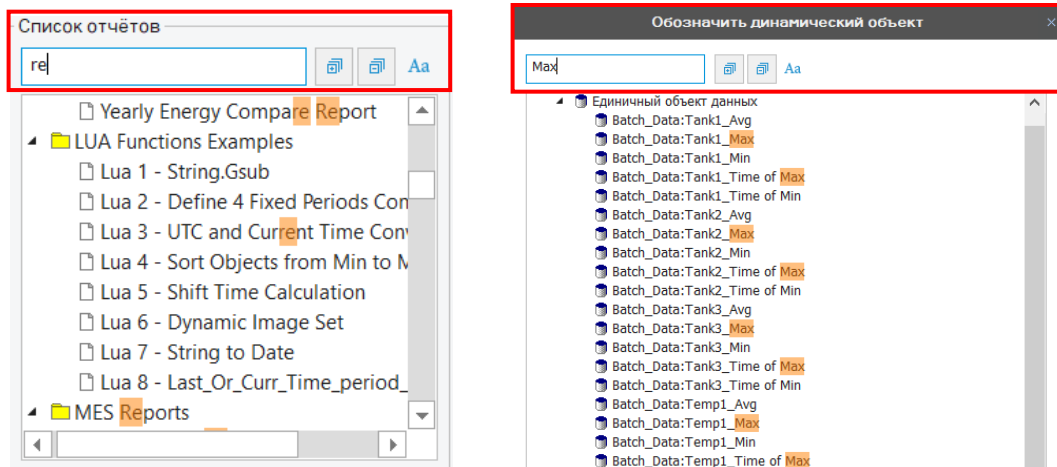 Список отчётов
re
Aa
Yearly Energy Compare Report
LUA Functions Examples
Lua 1 - String.Gsub
Lua 2 - Define 4 Fixed Periods Con
Lua 3 - UTC and Current Time Conv
Lua 4 - Sort Objects from Min to M
Lua 5 - Shift Time Calculation
Lua 6 - Dynamic Image Set
Lua 7 - String to Date
Lua 8 - Last_Or_Curr_Time_period_
MES Reports
Обозначить динамический объект
Max
Aa
Единичный объект данных
Batch_Data:Tank1_Avg
Batch_Data:Tank1_Max
Batch_Data:Tank1_Min
Batch_Data:Tank1_Time of Max
Batch_Data:Tank1_Time of Min
Batch_Data:Tank2_Avg
Batch_Data:Tank2_Max
Batch_Data:Tank2_Min
Batch_Data:Tank2_Time of Max
Batch_Data:Tank2_Time of Min
Batch_Data:Tank3_Avg
Batch_Data:Tank3_Max
Batch_Data:Tank3_Min
Batch_Data:Tank3_Time of Max
Batch_Data:Tank3_Time of Min
Batch_Data:Temp1_Avg
Batch_Data:Temp1_Max
Batch_Data:Temp1_Min
Batch_Data:Temp1_Time of Max